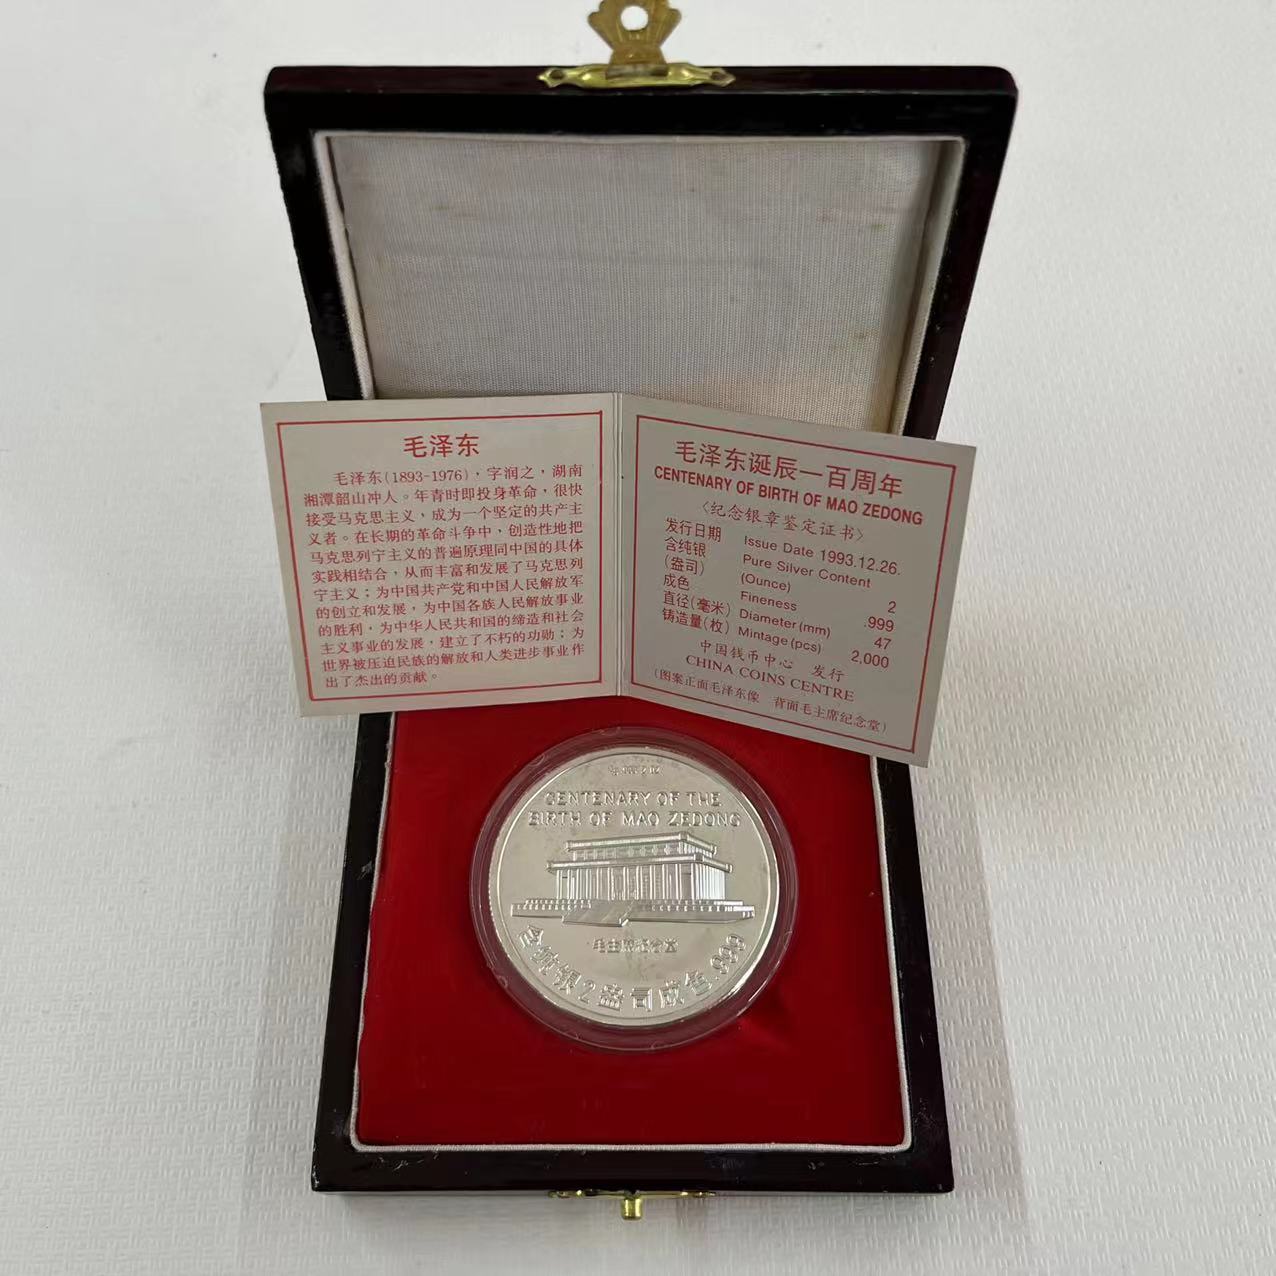 毛泽东
毛泽东(1893-1976)，字润之，湖南
湘潭韶山冲人。年青时即投身革命，很快
接受马克思主义，成为一个坚定的共产主
义者。在长期的革命斗争中，创造性地把
马克思列宁主义的普遍原理同中国的具体
实践相结合，从而丰富和发展了马克思列
宁主义；为中国共产党和中国人民解放军
的创立和发展，为中国各族人民解放事业
的胜利，为中华人民共和国的缔造和社会
主义事业的发展，建立了不朽的功勋；为
世界被压迫民族的解放和人类进步事业作
出了杰出的贡献。
毛泽东诞辰一百周年
CENTENARY OF BIRTH OF MAO ZEDONG
〈纪念银章鉴定证书〉
发行日期 Issue Date 1993.12.26.
含纯银 Pure Silver Content
(盎司) (Ounce) 2
成色 Fineness .999
直径(毫米) Diameter(mm) 47
铸造量(枚) Mintage(pcs) 2,000
中国钱币中心 发行
CHINA COINS CENTRE
(图案正面毛泽东像 背面毛主席纪念堂)
CENTENARY OF THE
BIRTH OF MAO ZEDONG
毛主席纪念堂
含纯银2盎司成色.999